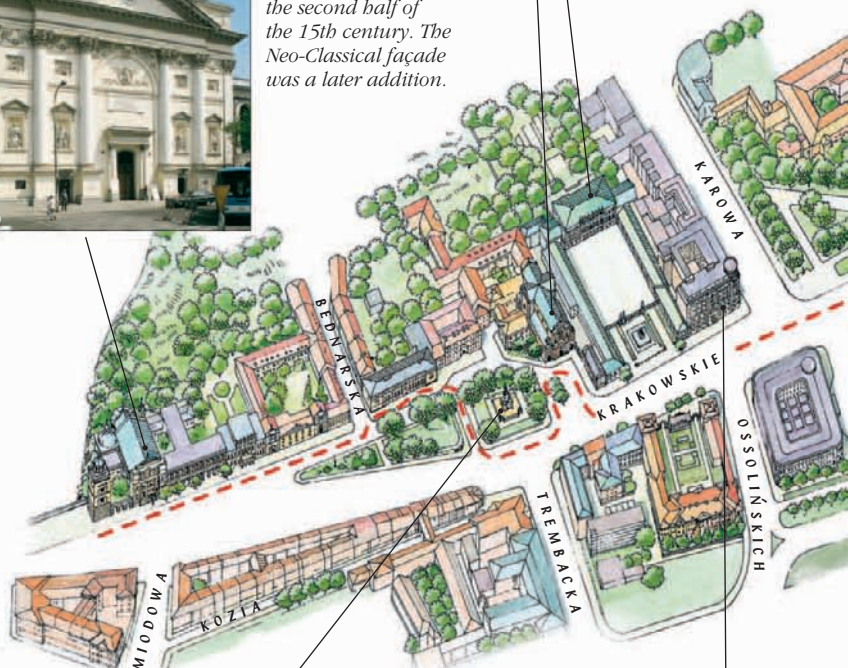 the second half of
the 15th century. The
Neo-Classical façade
was a later addition.
KAROWA
BEDNARSKA
KRAKOWSKIE
OSSOLIŃSKICH
TREMBACKA
KOZIA
MIODOWA